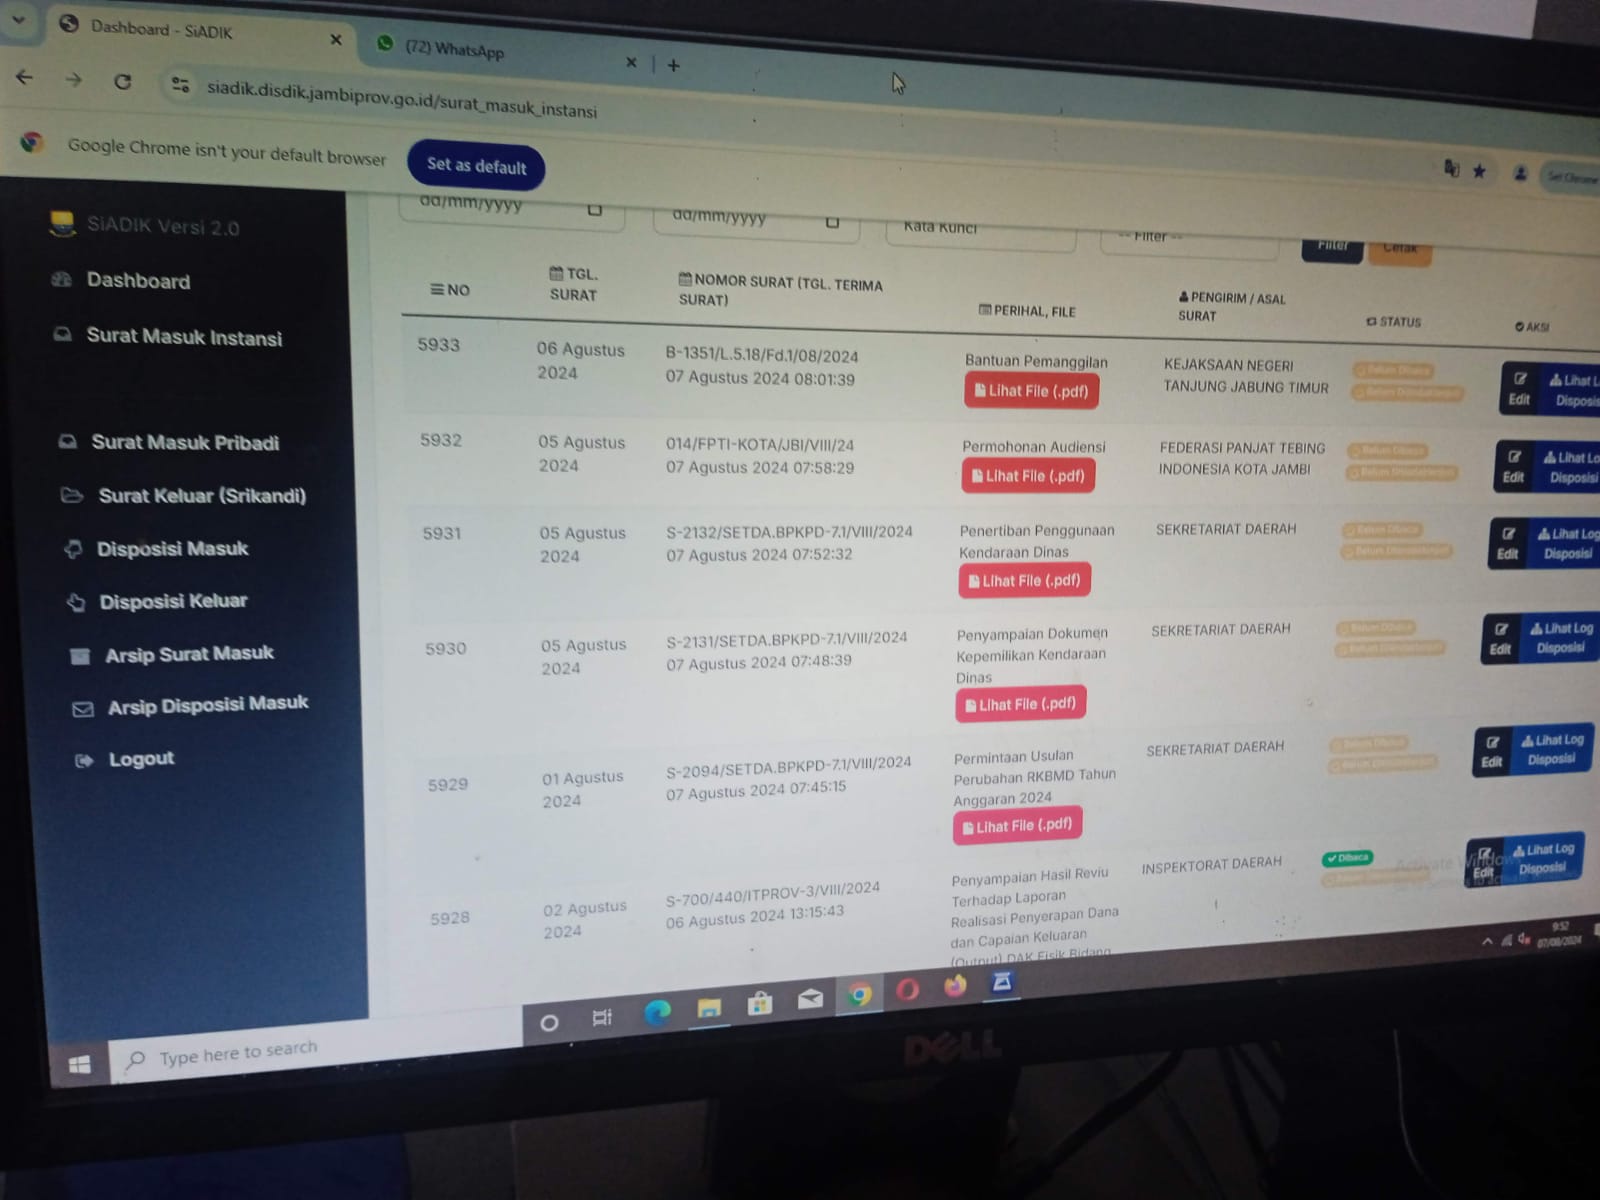 Dashboard - SiADIK
(72) WhatsApp
siadik.disdik.jambiprov.go.id/surat_masuk_instansi
Google Chrome isn't your default browser
Set as default
Set Chrome
SiADIK Versi 2.0
Dashboard
Surat Masuk Instansi
Surat Masuk Pribadi
Surat Keluar (Srikandi)
Disposisi Masuk
Disposisi Keluar
Arsip Surat Masuk
Arsip Disposisi Masuk
Logout
dd/mm/yyyy
dd/mm/yyyy
Kata Kunci
-- Filter --
Filter
Cetak
NO
TGL. SURAT
NOMOR SURAT (TGL. TERIMA SURAT)
PERIHAL, FILE
PENGIRIM / ASAL SURAT
STATUS
AKSI
5933
06 Agustus 2024
B-1351/L.5.18/Fd.1/08/2024
07 Agustus 2024 08:01:39
Bantuan Pemanggilan
Lihat File (.pdf)
KEJAKSAAN NEGERI
TANJUNG JABUNG TIMUR
Belum Dibaca
Edit
Lihat L
Disposis
5932
05 Agustus 2024
014/FPTI-KOTA/JBI/VIII/24
07 Agustus 2024 07:58:29
Permohonan Audiensi
Lihat File (.pdf)
FEDERASI PANJAT TEBING
INDONESIA KOTA JAMBI
Belum Dibaca
Edit
Lihat Lo
Disposisi
5931
05 Agustus 2024
S-2132/SETDA.BPKPD-7.1/VIII/2024
07 Agustus 2024 07:52:32
Penertiban Penggunaan
Kendaraan Dinas
Lihat File (.pdf)
SEKRETARIAT DAERAH
Belum Dibaca
Edit
Lihat Log
Disposisi
5930
05 Agustus 2024
S-2131/SETDA.BPKPD-7.1/VIII/2024
07 Agustus 2024 07:48:39
Penyampaian Dokumen
Kepemilikan Kendaraan
Dinas
Lihat File (.pdf)
SEKRETARIAT DAERAH
Belum Dibaca
Edit
Lihat Log
Disposisi
5929
01 Agustus 2024
S-2094/SETDA.BPKPD-7.1/VIII/2024
07 Agustus 2024 07:45:15
Permintaan Usulan
Perubahan RKBMD Tahun
Anggaran 2024
Lihat File (.pdf)
SEKRETARIAT DAERAH
Belum Dibaca
Edit
Lihat Log
Disposisi
5928
02 Agustus 2024
S-700/440/ITPROV-3/VIII/2024
06 Agustus 2024 13:15:43
Penyampaian Hasil Reviu
Terhadap Laporan
Realisasi Penyerapan Dana
dan Capaian Keluaran
(Output) DAK Fisik Bidang
INSPEKTORAT DAERAH
Dibaca
Edit
Lihat Log
Disposisi
Activate Windows
Type here to search
9:52
07/08/2024
DELL